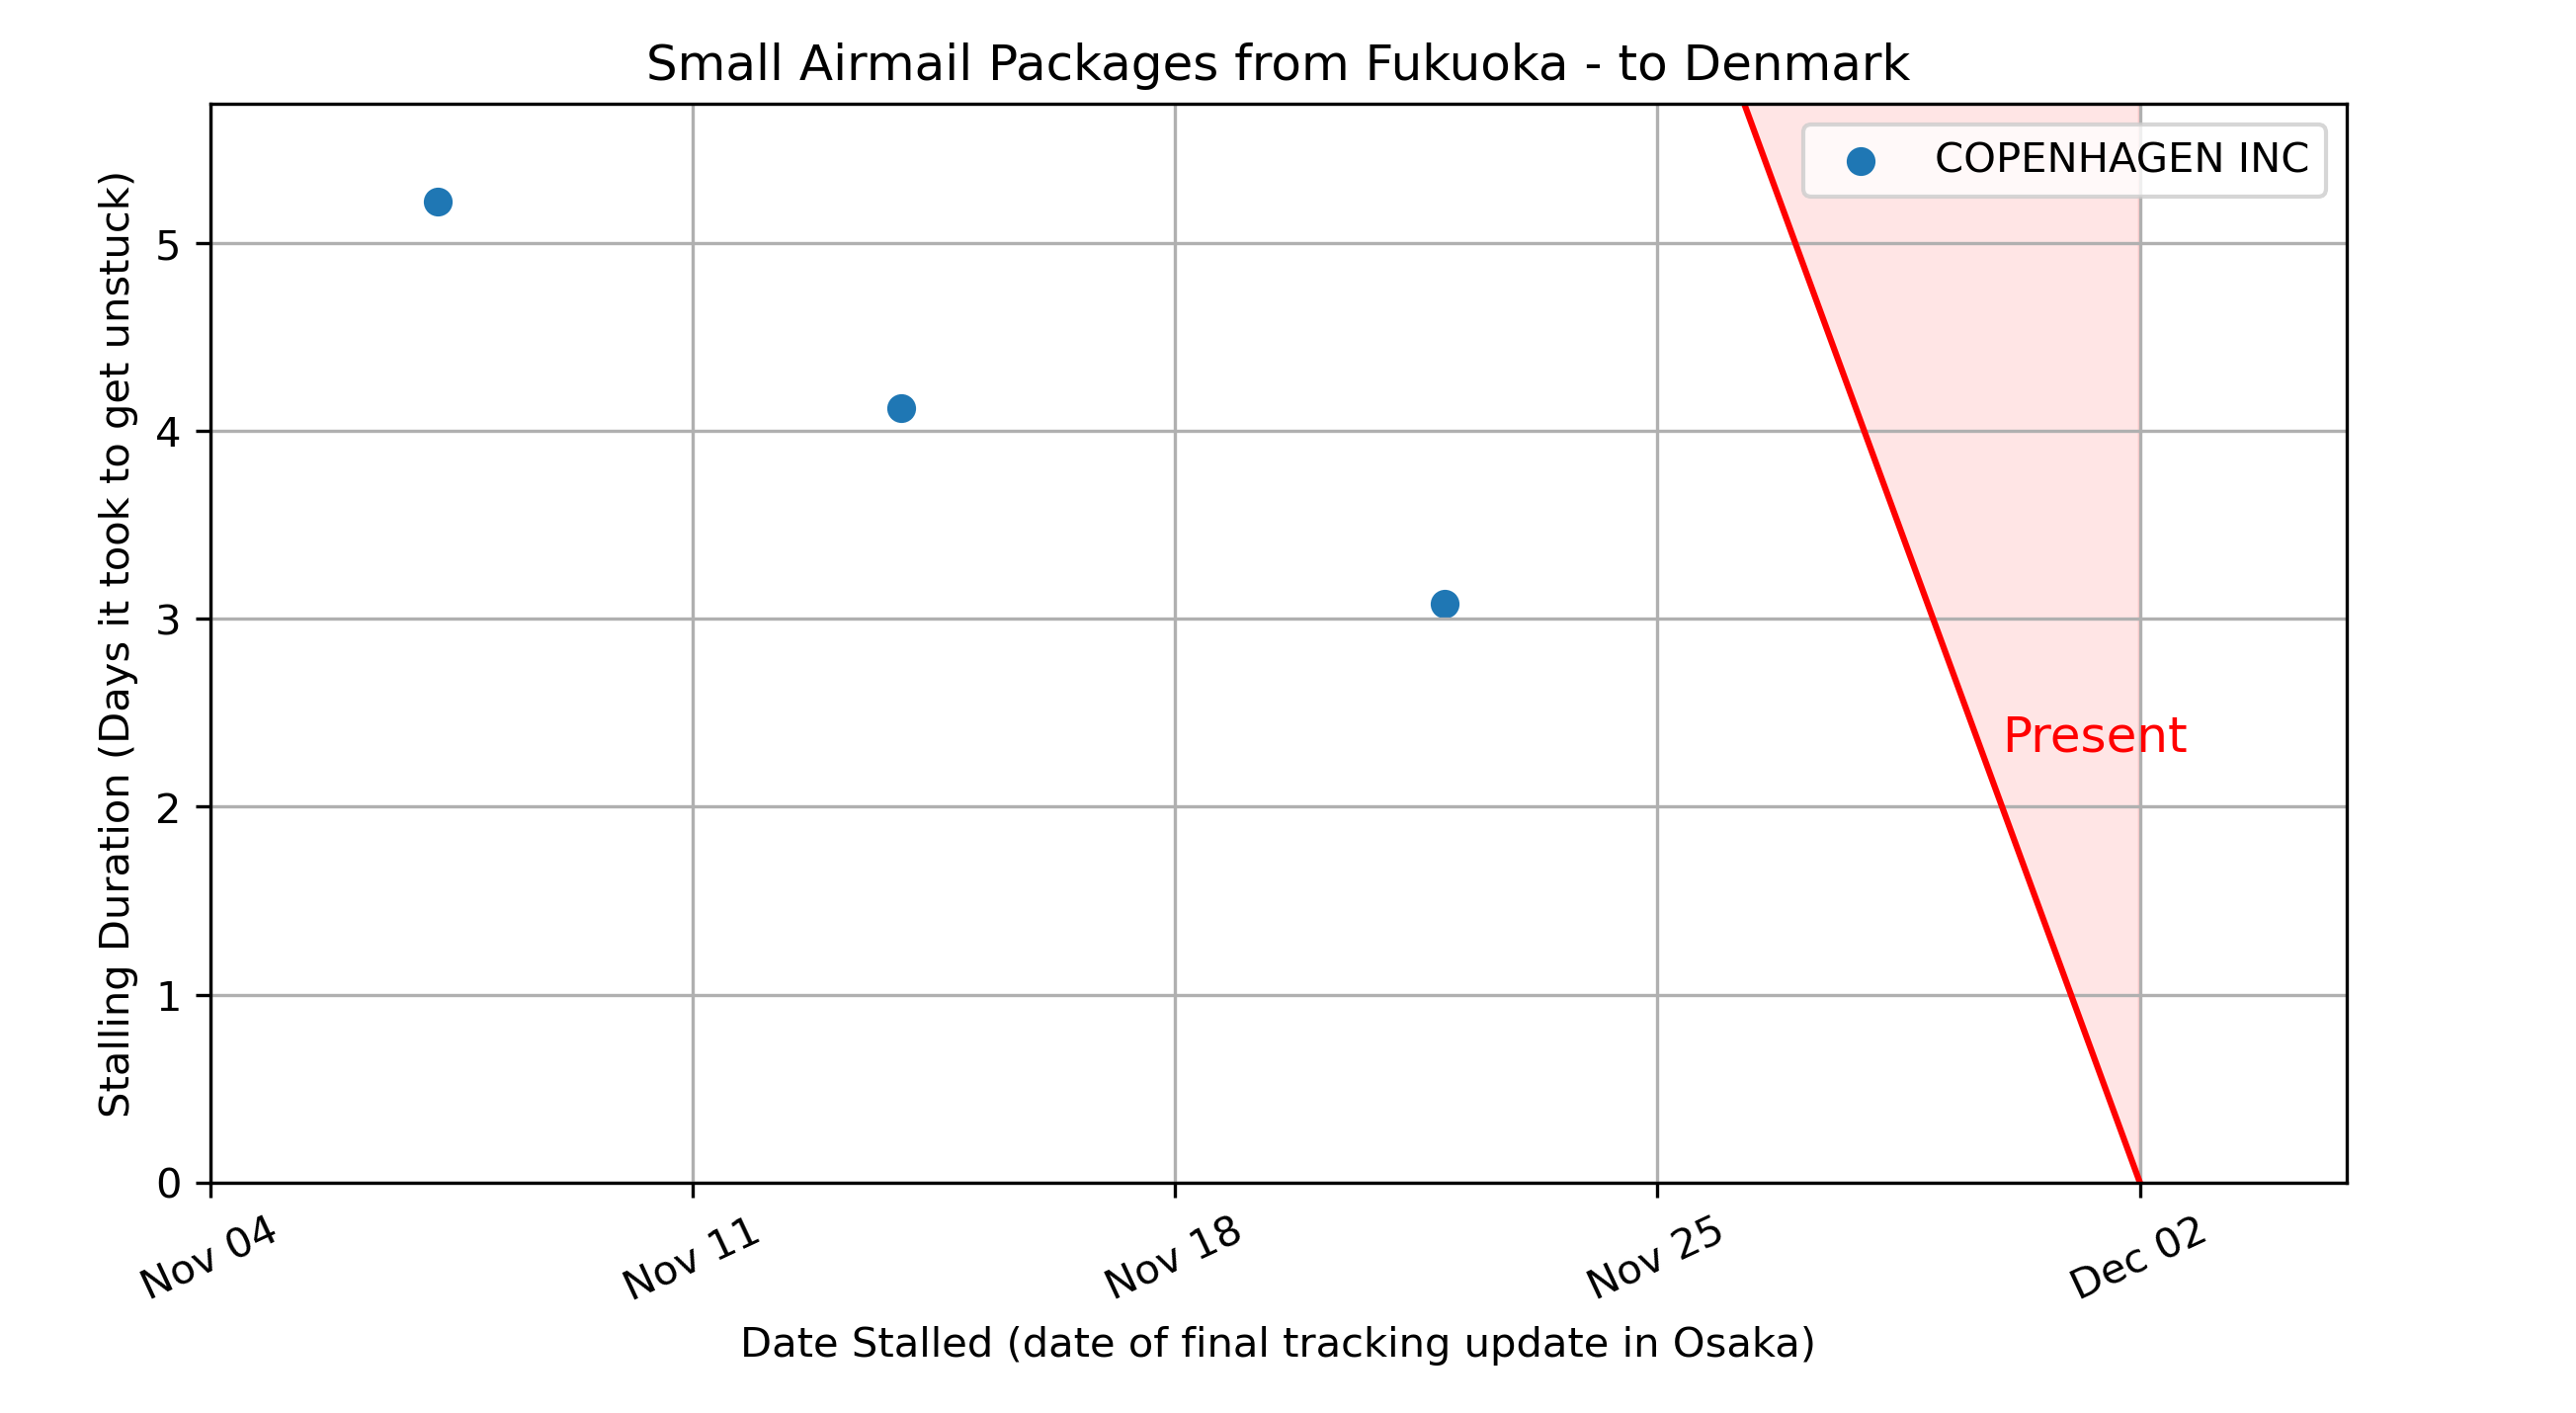 Small Airmail Packages from Fukuoka - to Denmark
COPENHAGEN INC
Stalling Duration (Days it took to get unstuck)
5
4
3
2
1
0
Present
Nov 04
Nov 11
Nov 18
Nov 25
Dec 02
Date Stalled (date of final tracking update in Osaka)